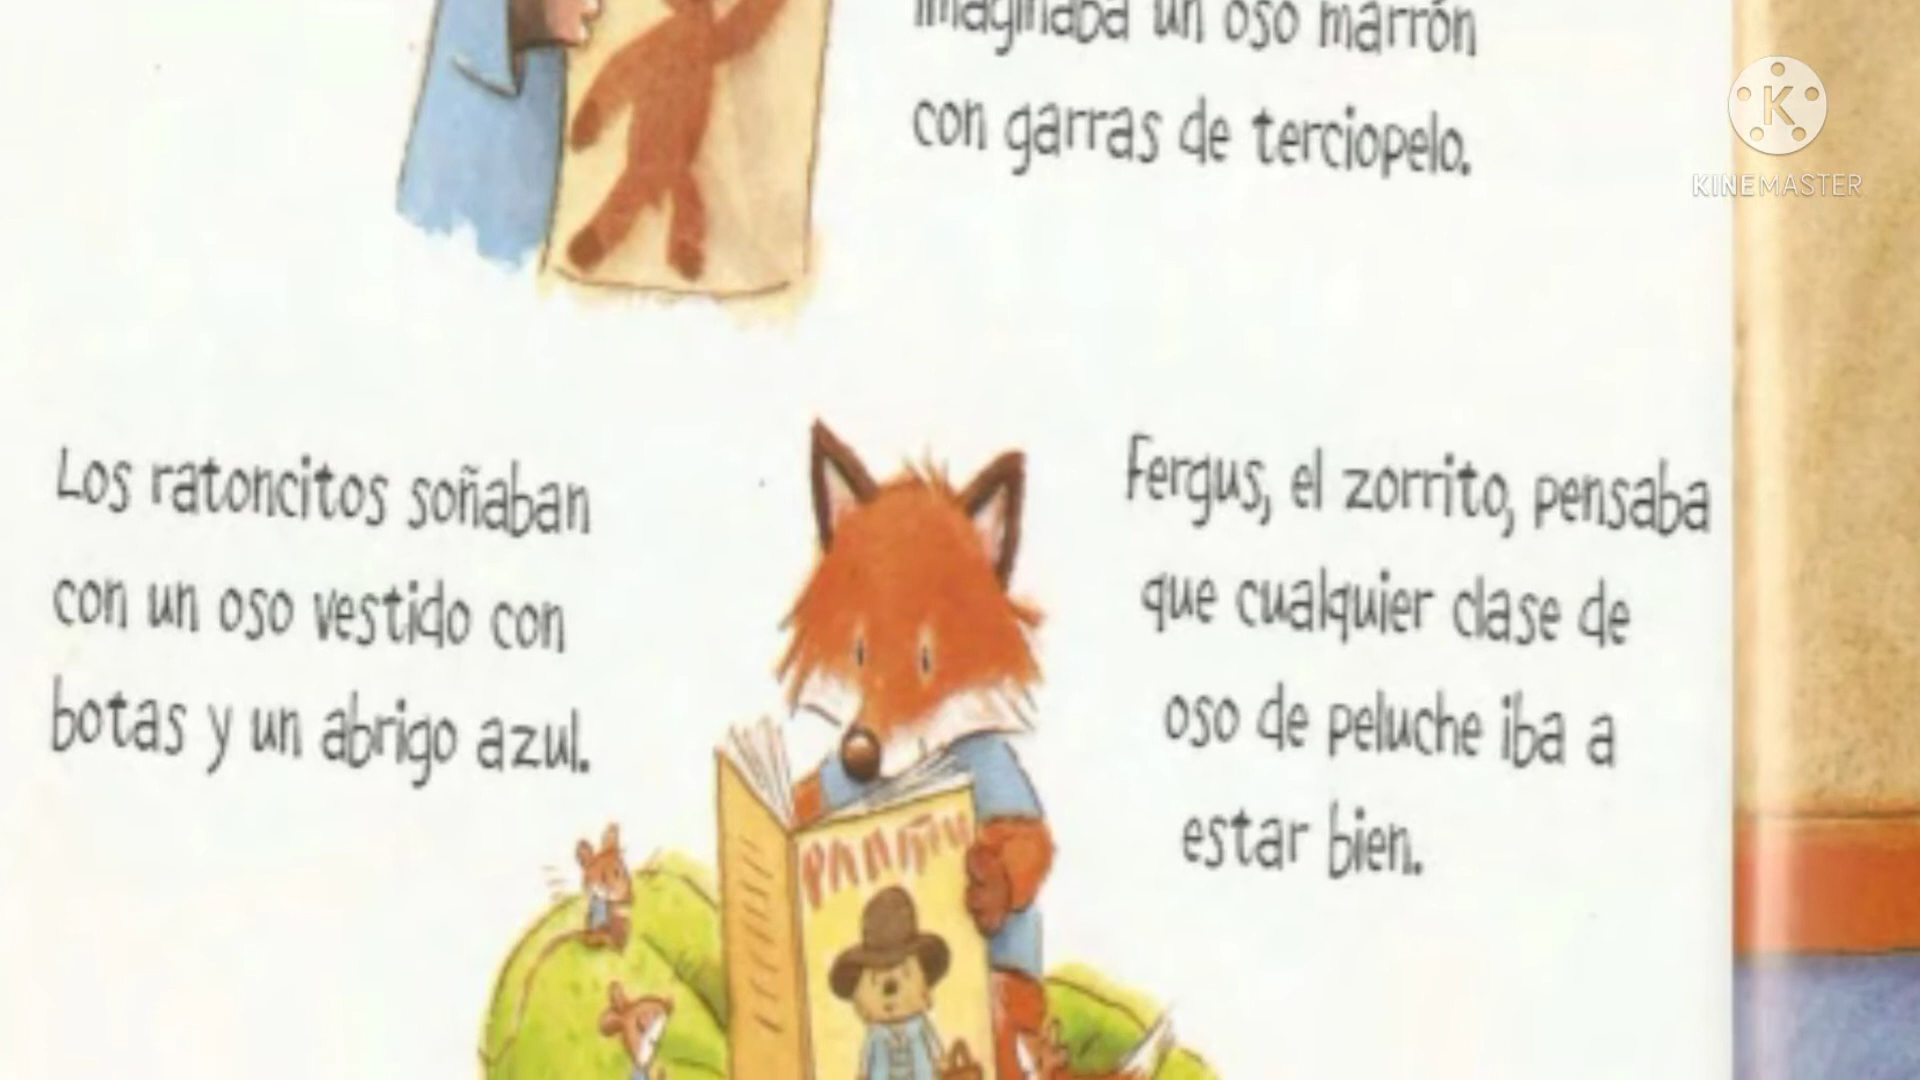 imaginaba un oso marrón
con garras de terciopelo.
K
KINEMASTER
Los ratoncitos soñaban
con un oso vestido con
botas y un abrigo azul.
Fergus, el zorrito, pensaba
que cualquier clase de
oso de peluche iba a
estar bien.